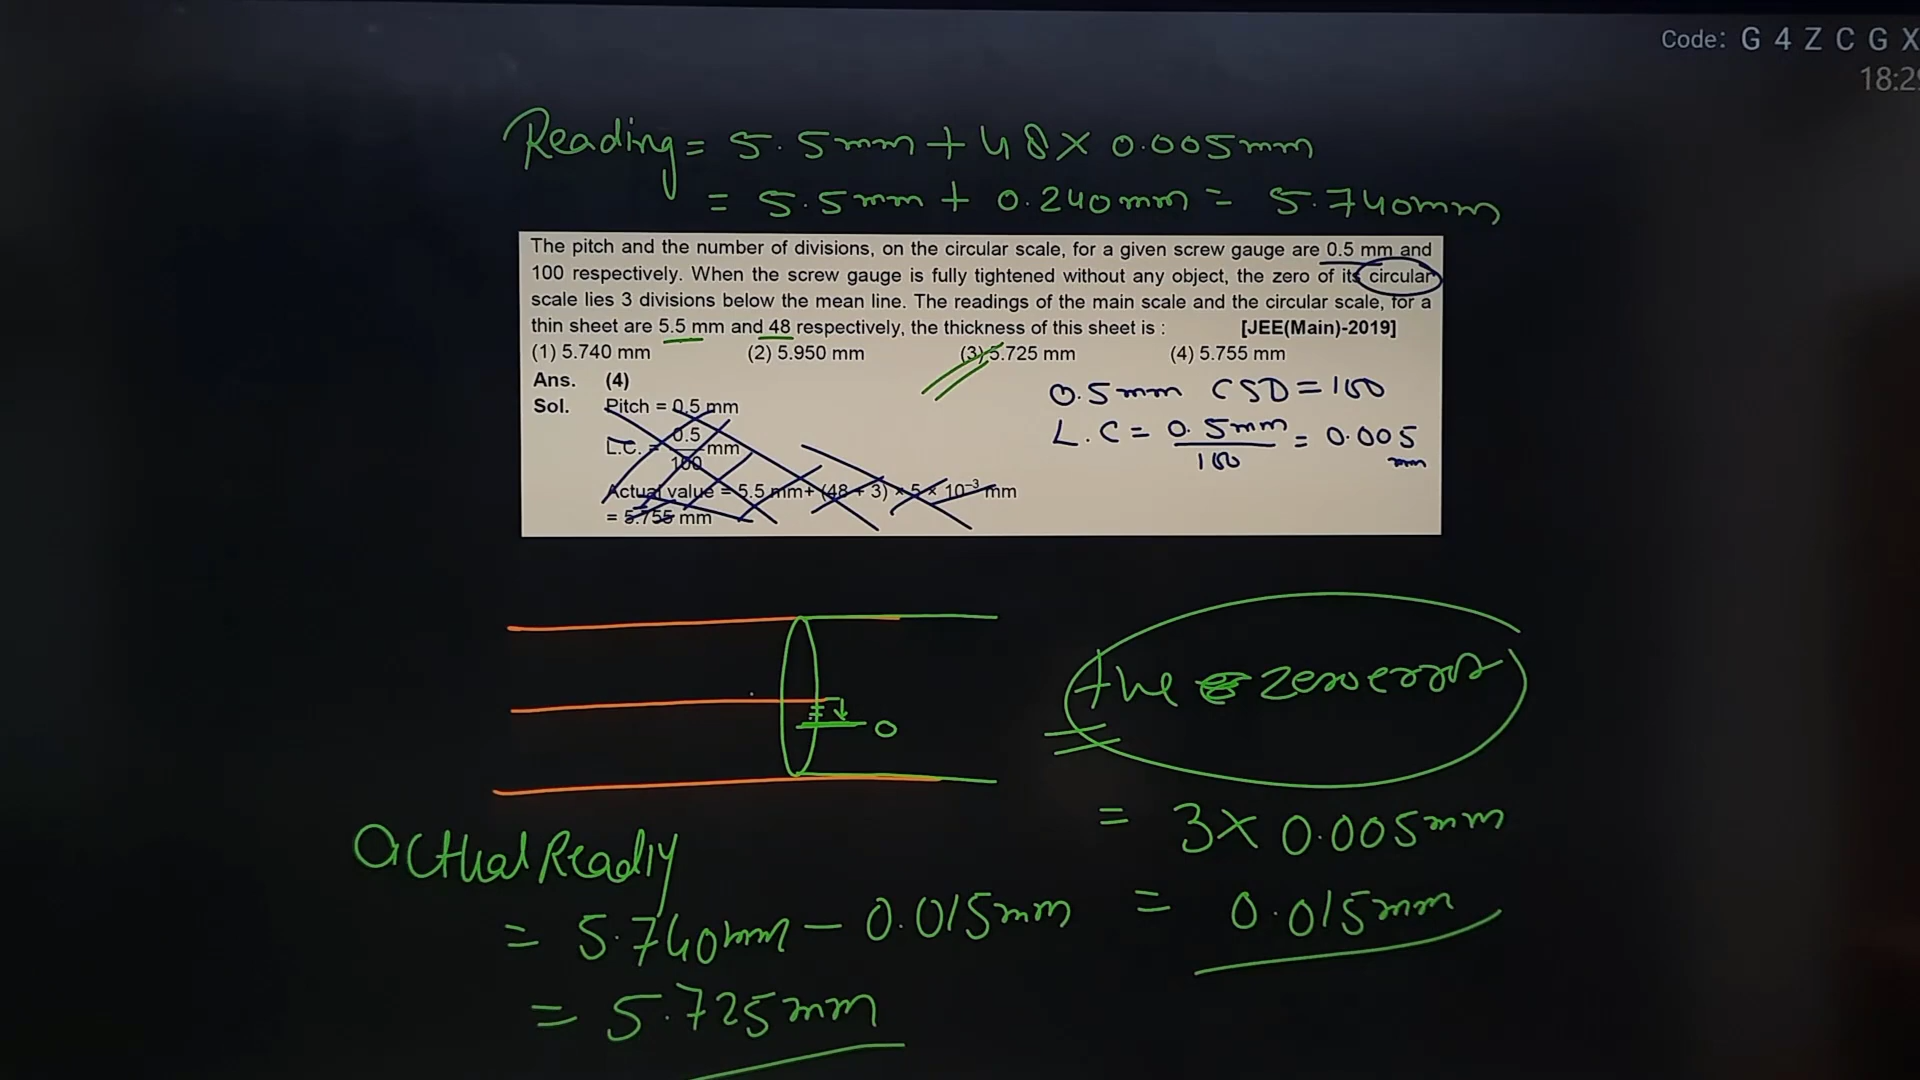 Code: G 4 Z C G X
18:29
Reading = 5.5mm + 48 × 0.005mm
= 5.5mm + 0.240mm = 5.740mm
The pitch and the number of divisions, on the circular scale, for a given screw gauge are 0.5 mm and
100 respectively. When the screw gauge is fully tightened without any object, the zero of its circular
scale lies 3 divisions below the mean line. The readings of the main scale and the circular scale, for a
thin sheet are 5.5 mm and 48 respectively, the thickness of this sheet is : [JEE(Main)-2019]
(1) 5.740 mm (2) 5.950 mm (3) 5.725 mm (4) 5.755 mm
Ans. (4)
Sol. Pitch = 0.5 mm
L.C. = 0.5/100 mm
Actual value = 5.5 mm+ (48 + 3) × 5 × 10⁻³ mm
= 5.755 mm
0.5mm CSD = 100
L.C = 0.5mm/100 = 0.005 mm
0
+ve zero error
= 3 × 0.005mm
= 0.015mm
= 5.740mm − 0.015mm
= 5.725mm